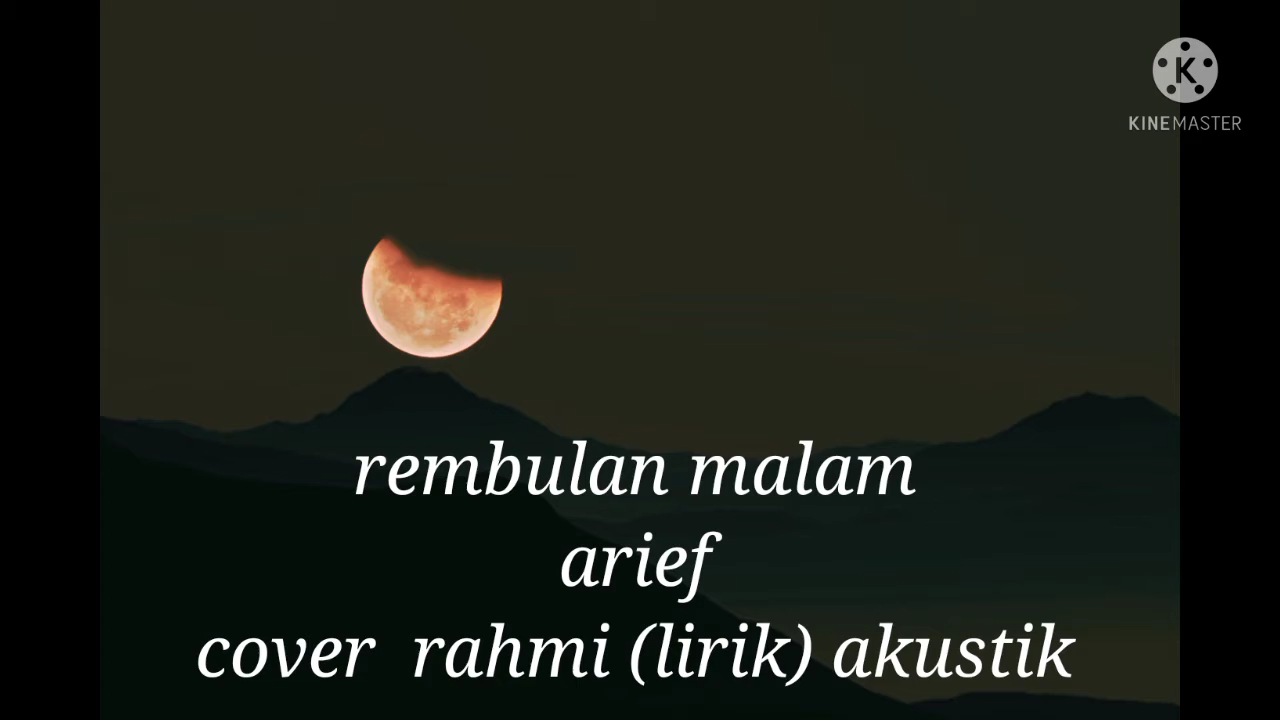 K
KINEMASTER
rembulan malam
arief
cover rahmi (lirik) akustik